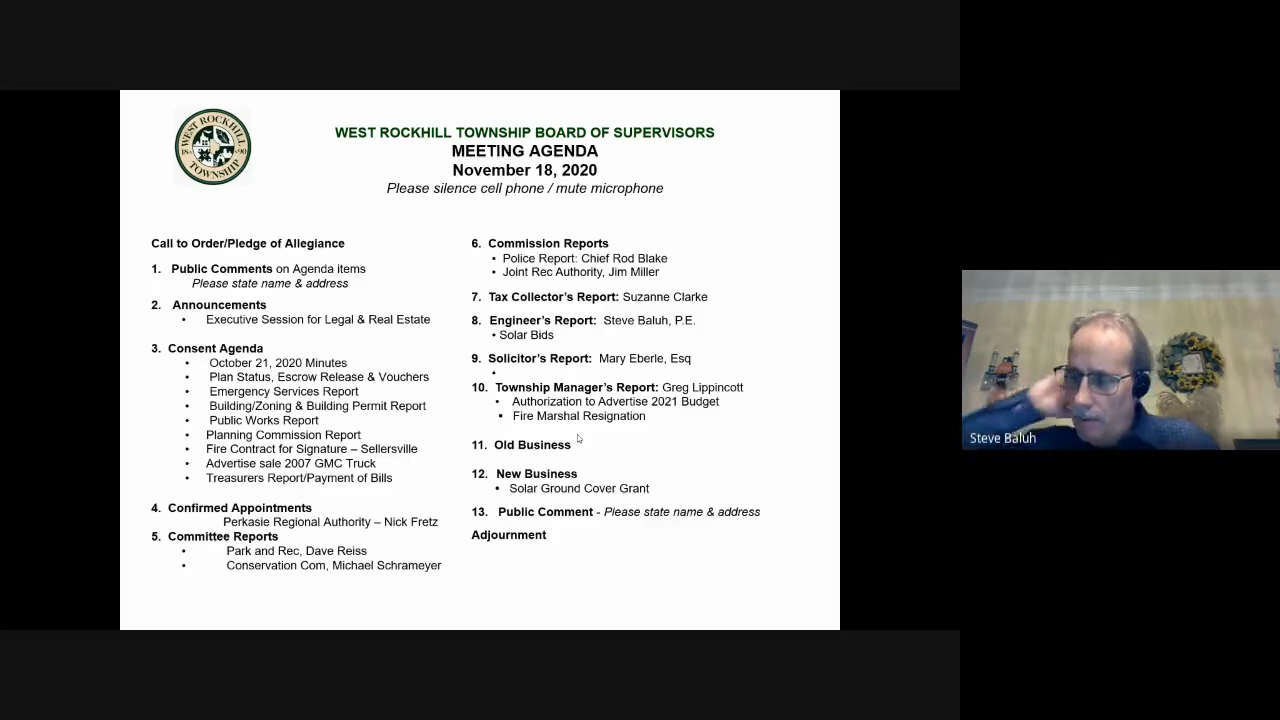 WEST ROCKHILL
18 90
TOWNSHIP
WEST ROCKHILL TOWNSHIP BOARD OF SUPERVISORS
MEETING AGENDA
November 18, 2020
Please silence cell phone / mute microphone
Call to Order/Pledge of Allegiance
1. Public Comments on Agenda items
Please state name & address
2. Announcements
• Executive Session for Legal & Real Estate
3. Consent Agenda
• October 21, 2020 Minutes
• Plan Status, Escrow Release & Vouchers
• Emergency Services Report
• Building/Zoning & Building Permit Report
• Public Works Report
• Planning Commission Report
• Fire Contract for Signature – Sellersville
• Advertise sale 2007 GMC Truck
• Treasurers Report/Payment of Bills
4. Confirmed Appointments
Perkasie Regional Authority – Nick Fretz
5. Committee Reports
• Park and Rec, Dave Reiss
• Conservation Com, Michael Schrameyer
6. Commission Reports
• Police Report: Chief Rod Blake
• Joint Rec Authority, Jim Miller
7. Tax Collector's Report: Suzanne Clarke
8. Engineer's Report: Steve Baluh, P.E.
• Solar Bids
9. Solicitor's Report: Mary Eberle, Esq
•
10. Township Manager's Report: Greg Lippincott
• Authorization to Advertise 2021 Budget
• Fire Marshal Resignation
11. Old Business
12. New Business
• Solar Ground Cover Grant
13. Public Comment - Please state name & address
Adjournment
Steve Baluh